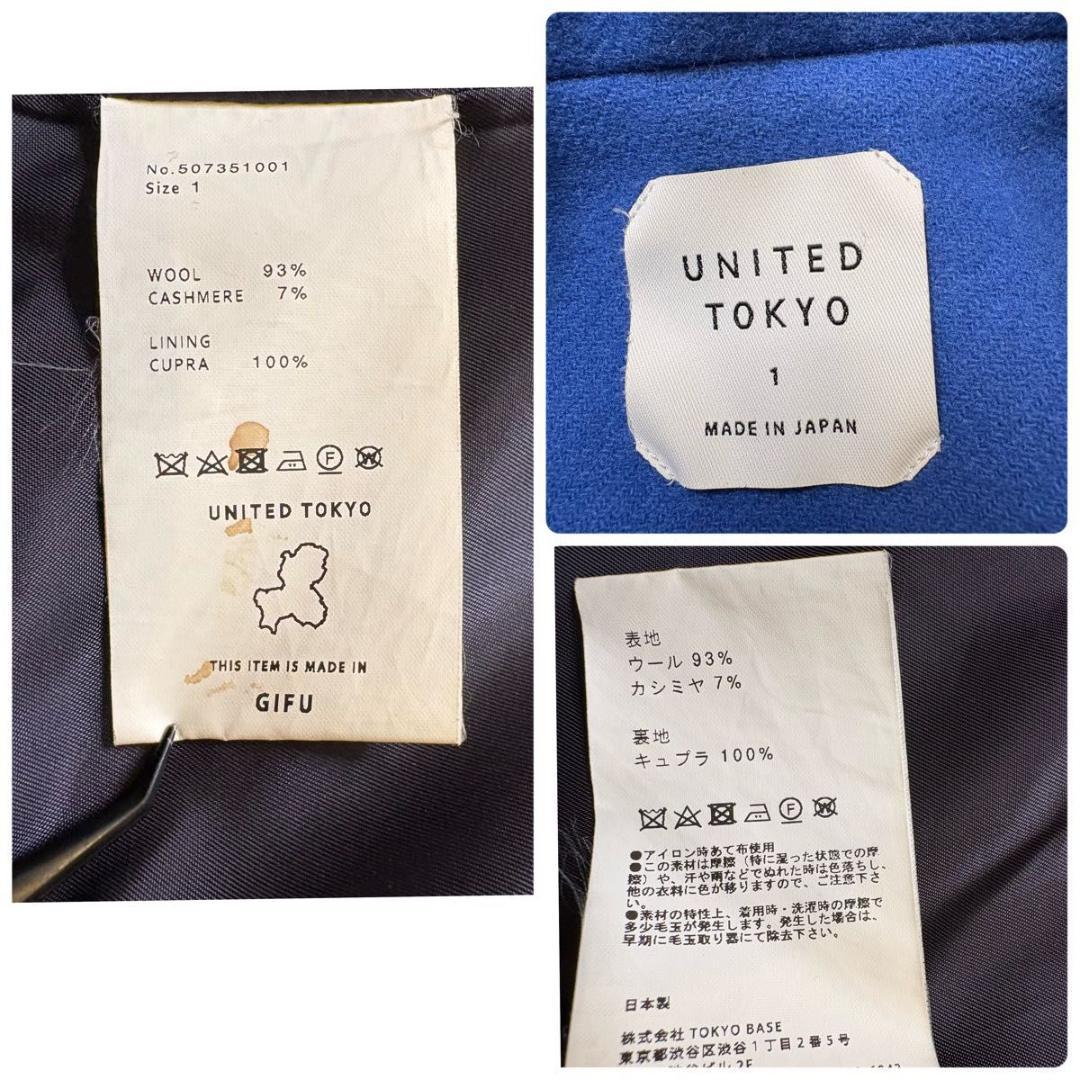 No.507351001
Size 1
WOOL 93%
CASHMERE 7%
LINING
CUPRA 100%
F W
UNITED TOKYO
THIS ITEM IS MADE IN
GIFU
UNITED
TOKYO
1
MADE IN JAPAN
表地
ウール 93%
カシミヤ 7%
裏地
キュプラ 100%
F W
●アイロン時あて布使用
●この素材は摩擦（特に湿った状態での摩
擦）や、汗や雨などでぬれた時は色落ちし、
他の衣料に色が移りますので、ご注意下さ
い。
●素材の特性上、着用時・洗濯時の摩擦で
多少毛玉が発生します。発生した場合は、
早期に毛玉取り器にて除去下さい。
日本製
株式会社 TOKYO BASE
東京都渋谷区渋谷1丁目2番5号